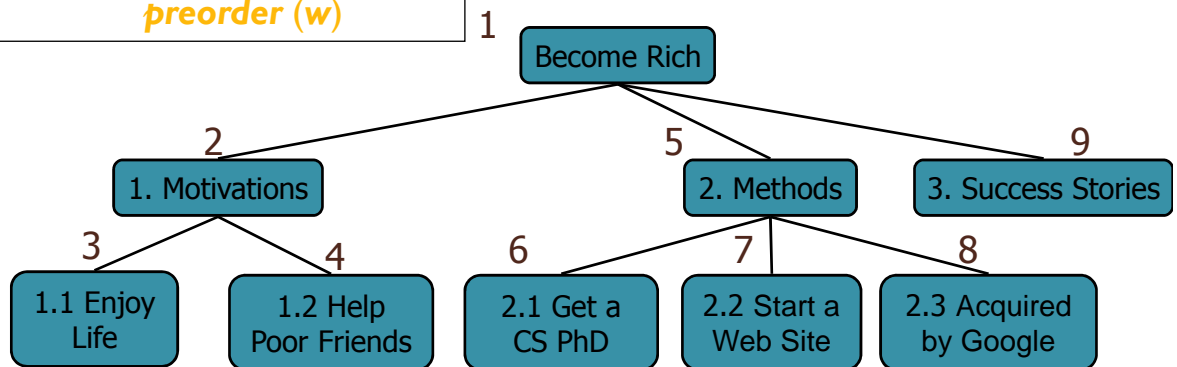 preorder (w)
1
Become Rich
2
5
9
1. Motivations
2. Methods
3. Success Stories
3
4
6
7
8
1.1 Enjoy
Life
1.2 Help
Poor Friends
2.1 Get a
CS PhD
2.2 Start a
Web Site
2.3 Acquired
by Google